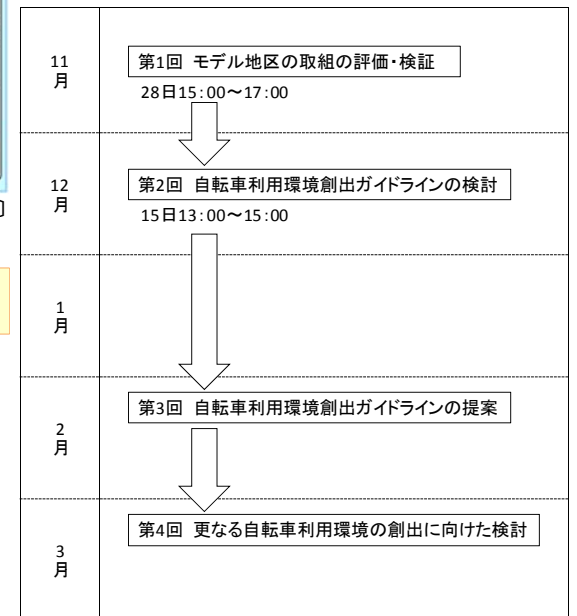 11
月
第1回 モデル地区の取組の評価・検証
28日15:00～17:00
12
月
第2回 自転車利用環境創出ガイドラインの検討
15日13:00～15:00
1
月
2
月
第3回 自転車利用環境創出ガイドラインの提案
3
月
第4回 更なる自転車利用環境の創出に向けた検討